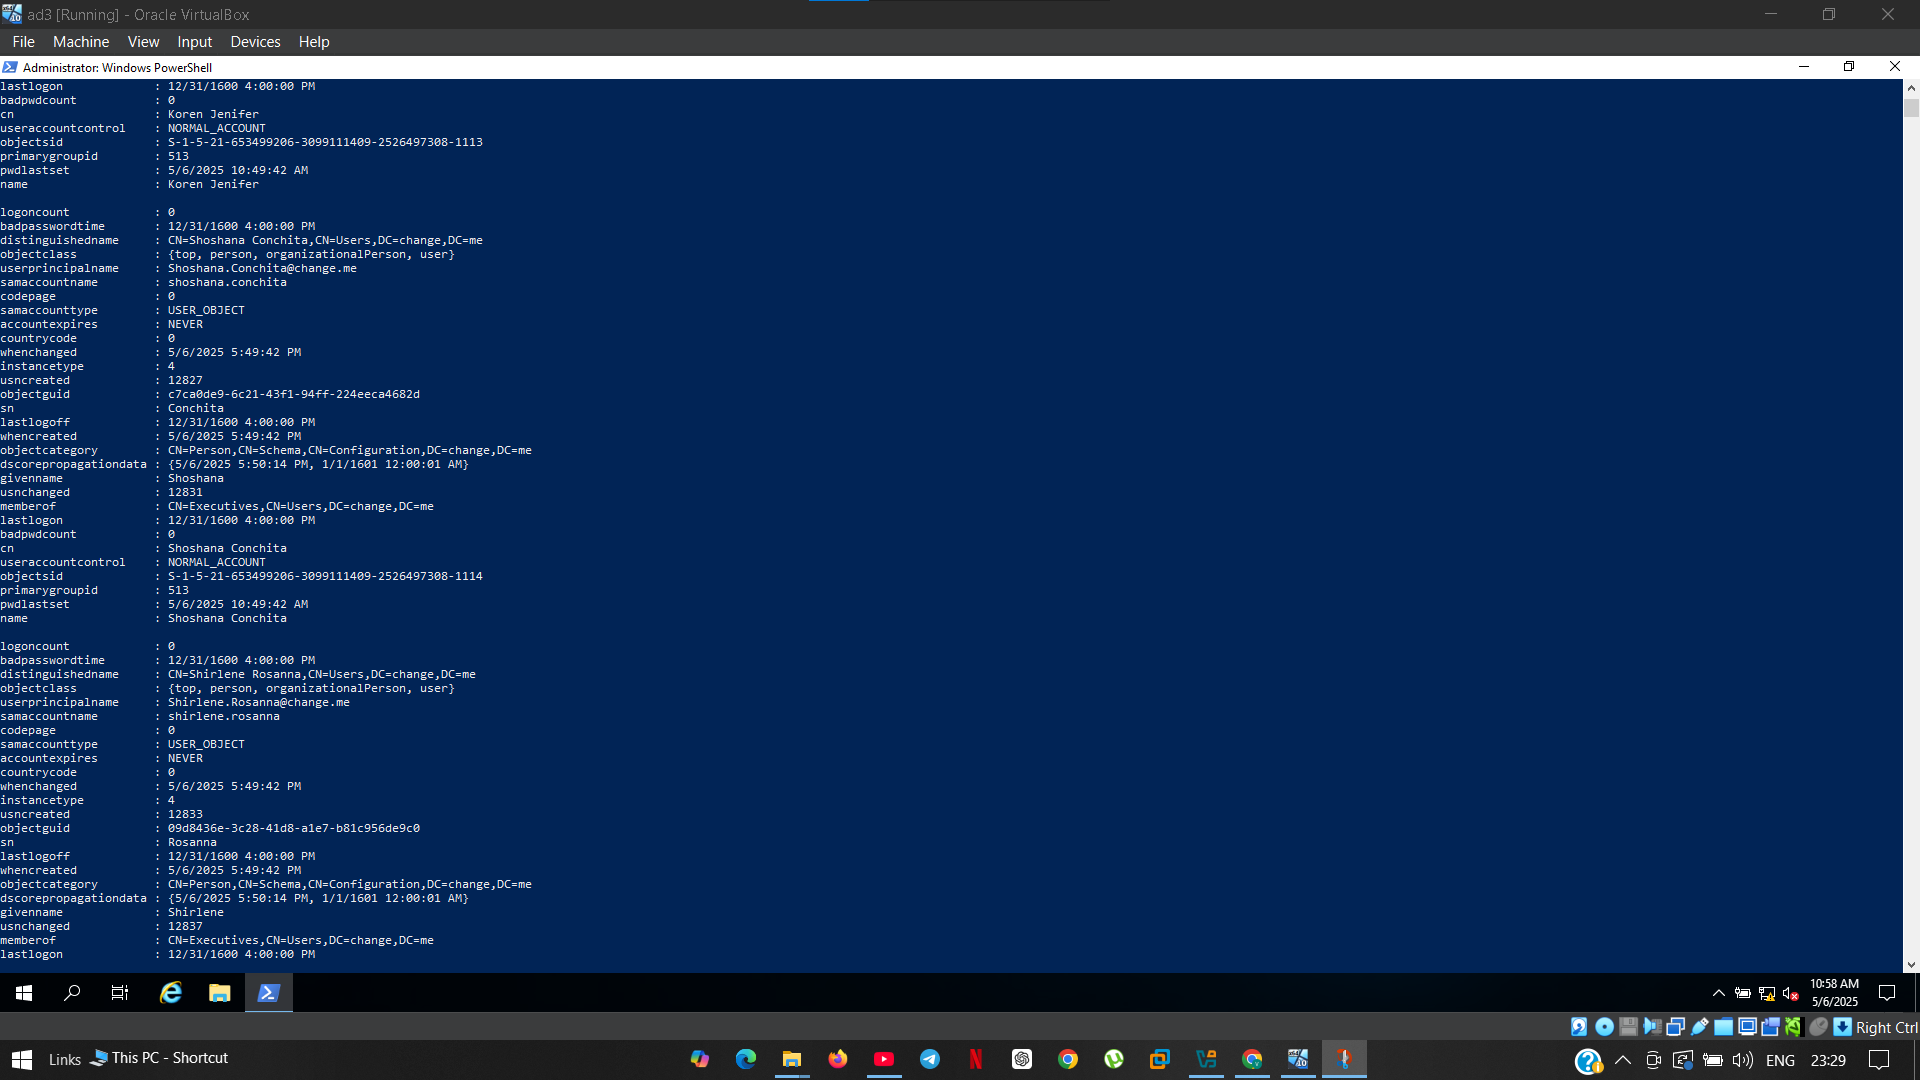 ad3 [Running] - Oracle VirtualBox
File Machine View Input Devices Help
Administrator: Windows PowerShell
lastlogon : 12/31/1600 4:00:00 PM
badpwdcount : 0
cn : Koren Jenifer
useraccountcontrol : NORMAL_ACCOUNT
objectsid : S-1-5-21-653499206-3099111409-2526497308-1113
primarygroupid : 513
pwdlastset : 5/6/2025 10:49:42 AM
name : Koren Jenifer
logoncount : 0
badpasswordtime : 12/31/1600 4:00:00 PM
distinguishedname : CN=Shoshana Conchita,CN=Users,DC=change,DC=me
objectclass : {top, person, organizationalPerson, user}
userprincipalname : Shoshana.Conchita@change.me
samaccountname : shoshana.conchita
codepage : 0
samaccounttype : USER_OBJECT
accountexpires : NEVER
countrycode : 0
whenchanged : 5/6/2025 5:49:42 PM
instancetype : 4
usncreated : 12827
objectguid : c7ca0de9-6c21-43f1-94ff-224eeca4682d
sn : Conchita
lastlogoff : 12/31/1600 4:00:00 PM
whencreated : 5/6/2025 5:49:42 PM
objectcategory : CN=Person,CN=Schema,CN=Configuration,DC=change,DC=me
dscorepropagationdata : {5/6/2025 5:50:14 PM, 1/1/1601 12:00:01 AM}
givenname : Shoshana
usnchanged : 12831
memberof : CN=Executives,CN=Users,DC=change,DC=me
lastlogon : 12/31/1600 4:00:00 PM
badpwdcount : 0
cn : Shoshana Conchita
useraccountcontrol : NORMAL_ACCOUNT
objectsid : S-1-5-21-653499206-3099111409-2526497308-1114
primarygroupid : 513
pwdlastset : 5/6/2025 10:49:42 AM
name : Shoshana Conchita
logoncount : 0
badpasswordtime : 12/31/1600 4:00:00 PM
distinguishedname : CN=Shirlene Rosanna,CN=Users,DC=change,DC=me
objectclass : {top, person, organizationalPerson, user}
userprincipalname : Shirlene.Rosanna@change.me
samaccountname : shirlene.rosanna
codepage : 0
samaccounttype : USER_OBJECT
accountexpires : NEVER
countrycode : 0
whenchanged : 5/6/2025 5:49:42 PM
instancetype : 4
usncreated : 12833
objectguid : 09d8436e-3c28-41d8-a1e7-b81c956de9c0
sn : Rosanna
lastlogoff : 12/31/1600 4:00:00 PM
whencreated : 5/6/2025 5:49:42 PM
objectcategory : CN=Person,CN=Schema,CN=Configuration,DC=change,DC=me
dscorepropagationdata : {5/6/2025 5:50:14 PM, 1/1/1601 12:00:01 AM}
givenname : Shirlene
usnchanged : 12837
memberof : CN=Executives,CN=Users,DC=change,DC=me
lastlogon : 12/31/1600 4:00:00 PM
10:58 AM
5/6/2025
Right Ctrl
Links This PC - Shortcut
ENG 23:29